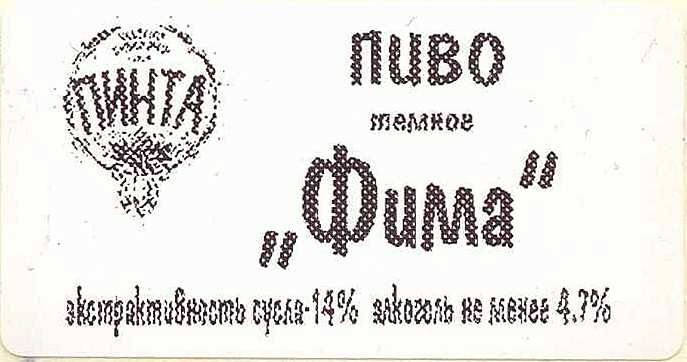 ПИНТА
пиво
темное
„Фима"
экстрактивность сусла-14% алкоголь не менее 4.7%